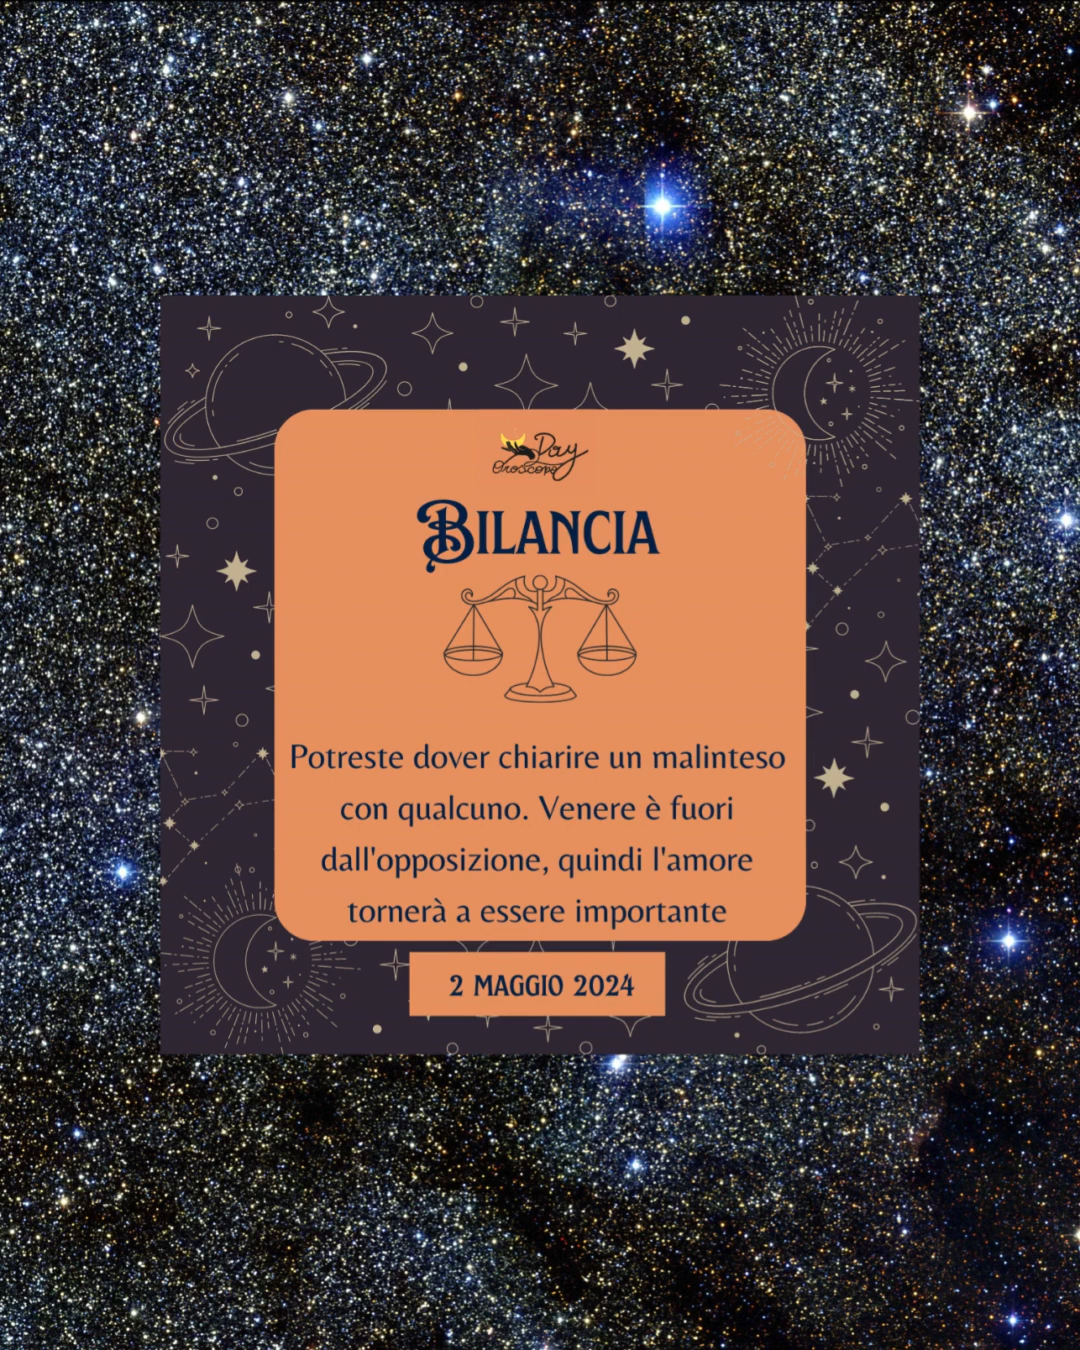 Day
Oroscopo
BILANCIA
Potreste dover chiarire un malinteso
con qualcuno. Venere è fuori
dall'opposizione, quindi l'amore
tornerà a essere importante
2 MAGGIO 2024